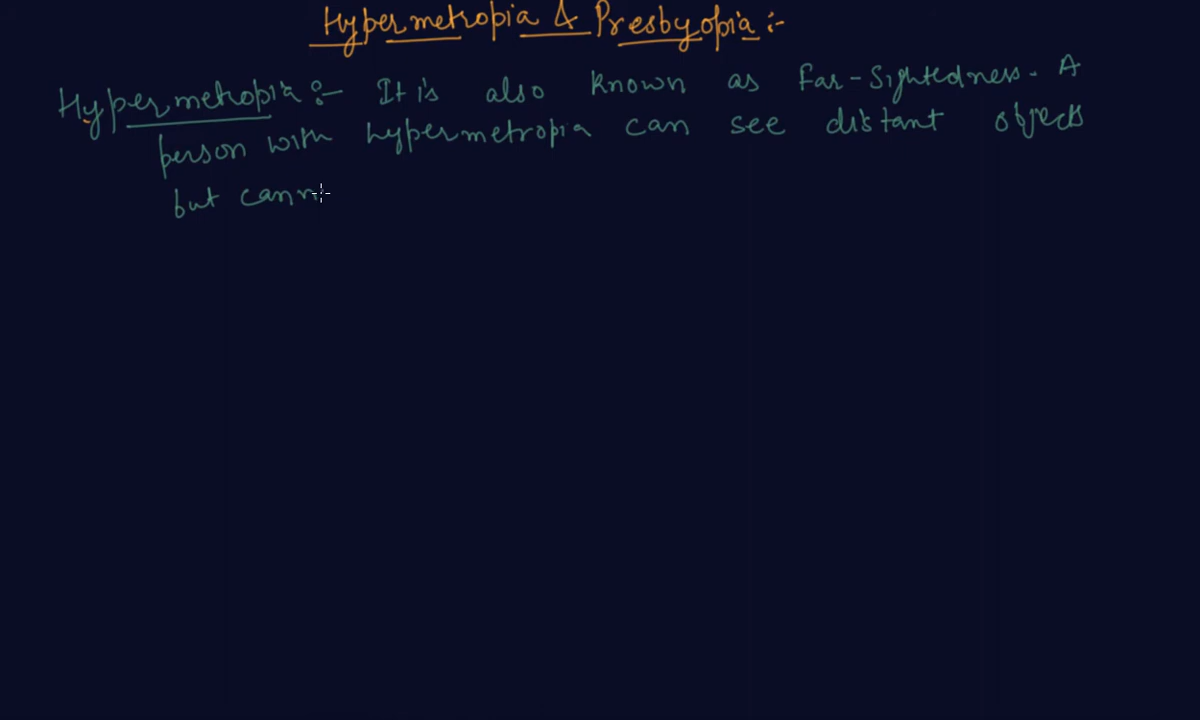 Hypermetropia & Presbyopia :-
Hypermetropia :- It is also known as Far-Sightedness. A
person with hypermetropia can see distant objects
but cann